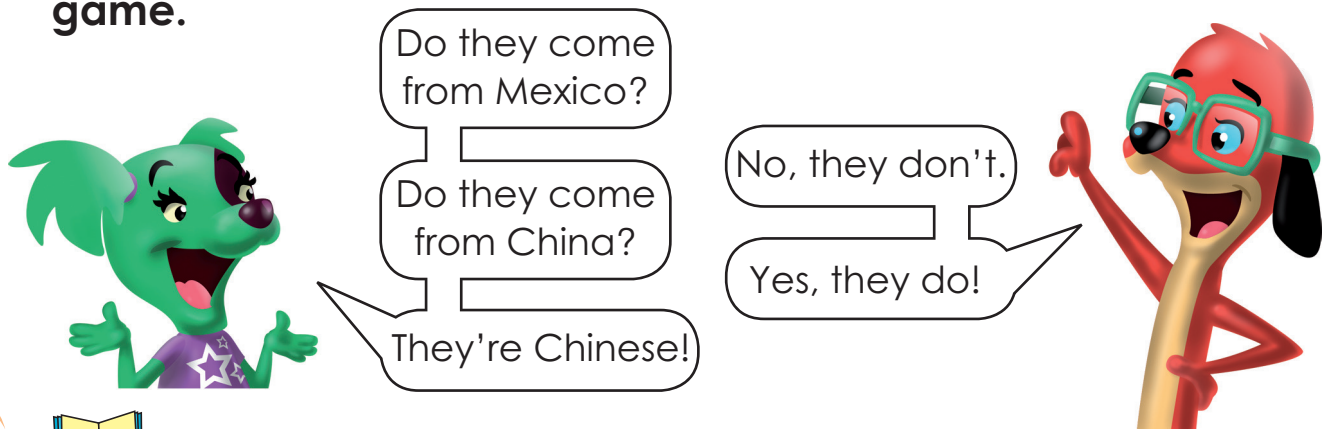 game.
Do they come
from Mexico?
No, they don't.
Do they come
from China?
Yes, they do!
They're Chinese!